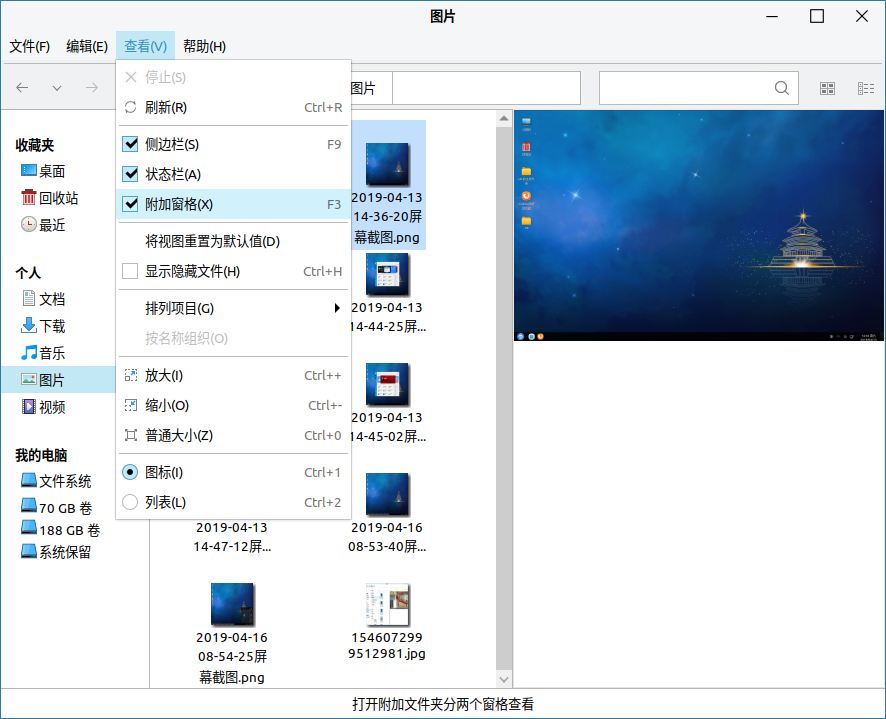 图片
文件(F) 编辑(E) 查看(V) 帮助(H)
图片
收藏夹
桌面
回收站
最近
个人
文档
下载
音乐
图片
视频
我的电脑
文件系统
70 GB 卷
188 GB 卷
系统保留
停止(S)
刷新(R) Ctrl+R
侧边栏(S) F9
状态栏(A)
附加窗格(X) F3
将视图重置为默认值(D)
显示隐藏文件(H) Ctrl+H
排列项目(G)
按名称组织(O)
放大(I) Ctrl++
缩小(O) Ctrl+-
普通大小(Z) Ctrl+0
图标(I) Ctrl+1
列表(L) Ctrl+2
2019-04-13
14-36-20屏
幕截图.png
2019-04-13
14-44-25屏...
2019-04-13
14-45-02屏...
2019-04-13
14-47-12屏...
2019-04-16
08-53-40屏...
2019-04-16
08-54-25屏
幕截图.png
154607299
9512981.jpg
打开附加文件夹分两个窗格查看